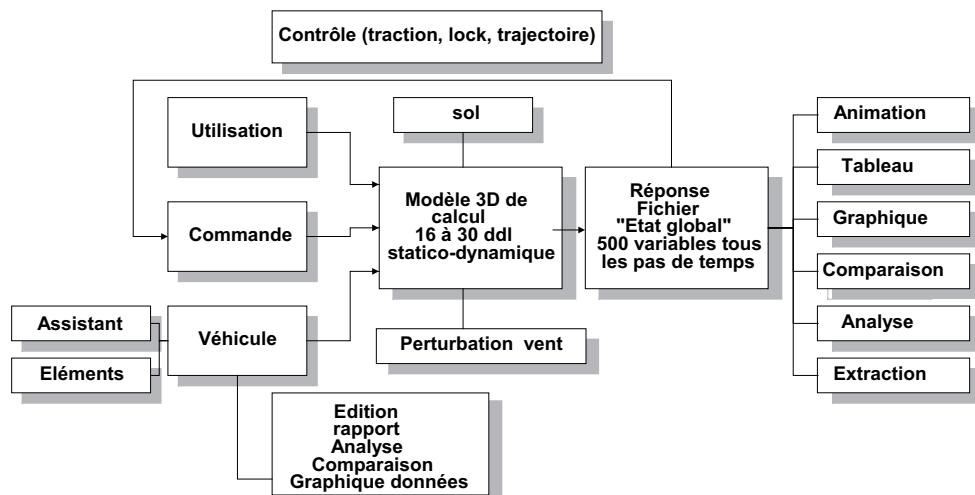 Contrôle (traction, lock, trajectoire)
Utilisation
sol
Commande
Modèle 3D de
calcul
16 à 30 ddl
statico-dynamique
Réponse
Fichier
"Etat global"
500 variables tous
les pas de temps
Animation
Tableau
Graphique
Comparaison
Analyse
Extraction
Assistant
Eléments
Véhicule
Perturbation vent
Edition
rapport
Analyse
Comparaison
Graphique données